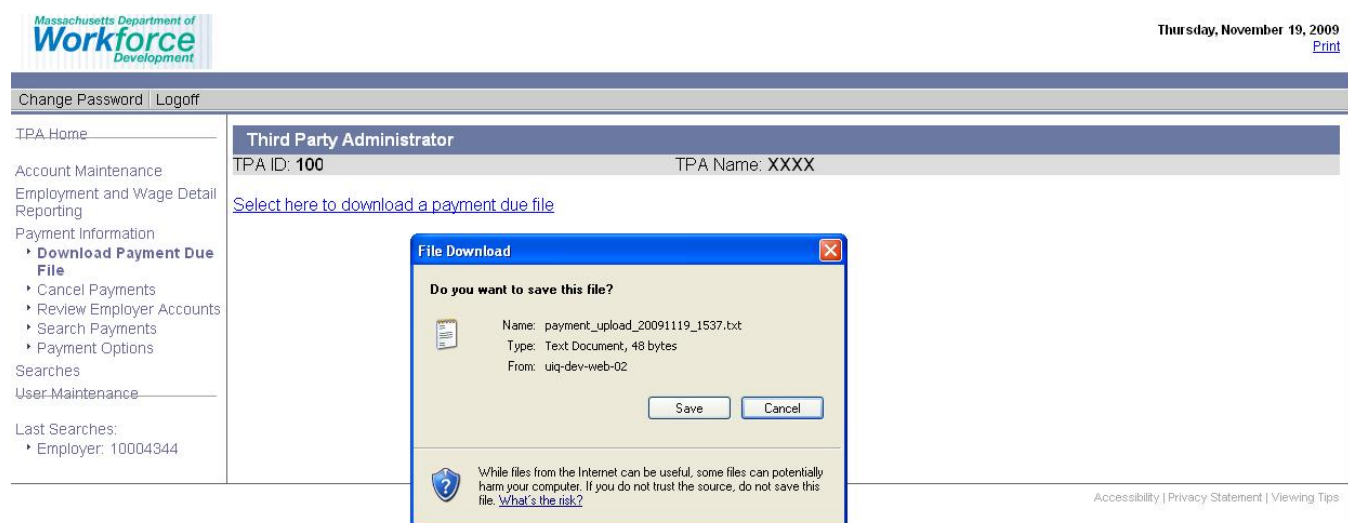 Massachusetts Department of
Workforce
Development
Thursday, November 19, 2009
Print
Change Password | Logoff
TPA Home
Account Maintenance
Employment and Wage Detail
Reporting
Payment Information
Download Payment Due
File
Cancel Payments
Review Employer Accounts
Search Payments
Payment Options
Searches
User Maintenance
Last Searches:
Employer: 10004344
Third Party Administrator
TPA ID: 100 TPA Name: XXXX
Select here to download a payment due file
File Download
Do you want to save this file?
Name: payment_upload_20091119_1537.txt
Type: Text Document, 48 bytes
From: uiq-dev-web-02
Save Cancel
While files from the Internet can be useful, some files can potentially
harm your computer. If you do not trust the source, do not save this
file. What's the risk?
Accessibility | Privacy Statement | Viewing Tips